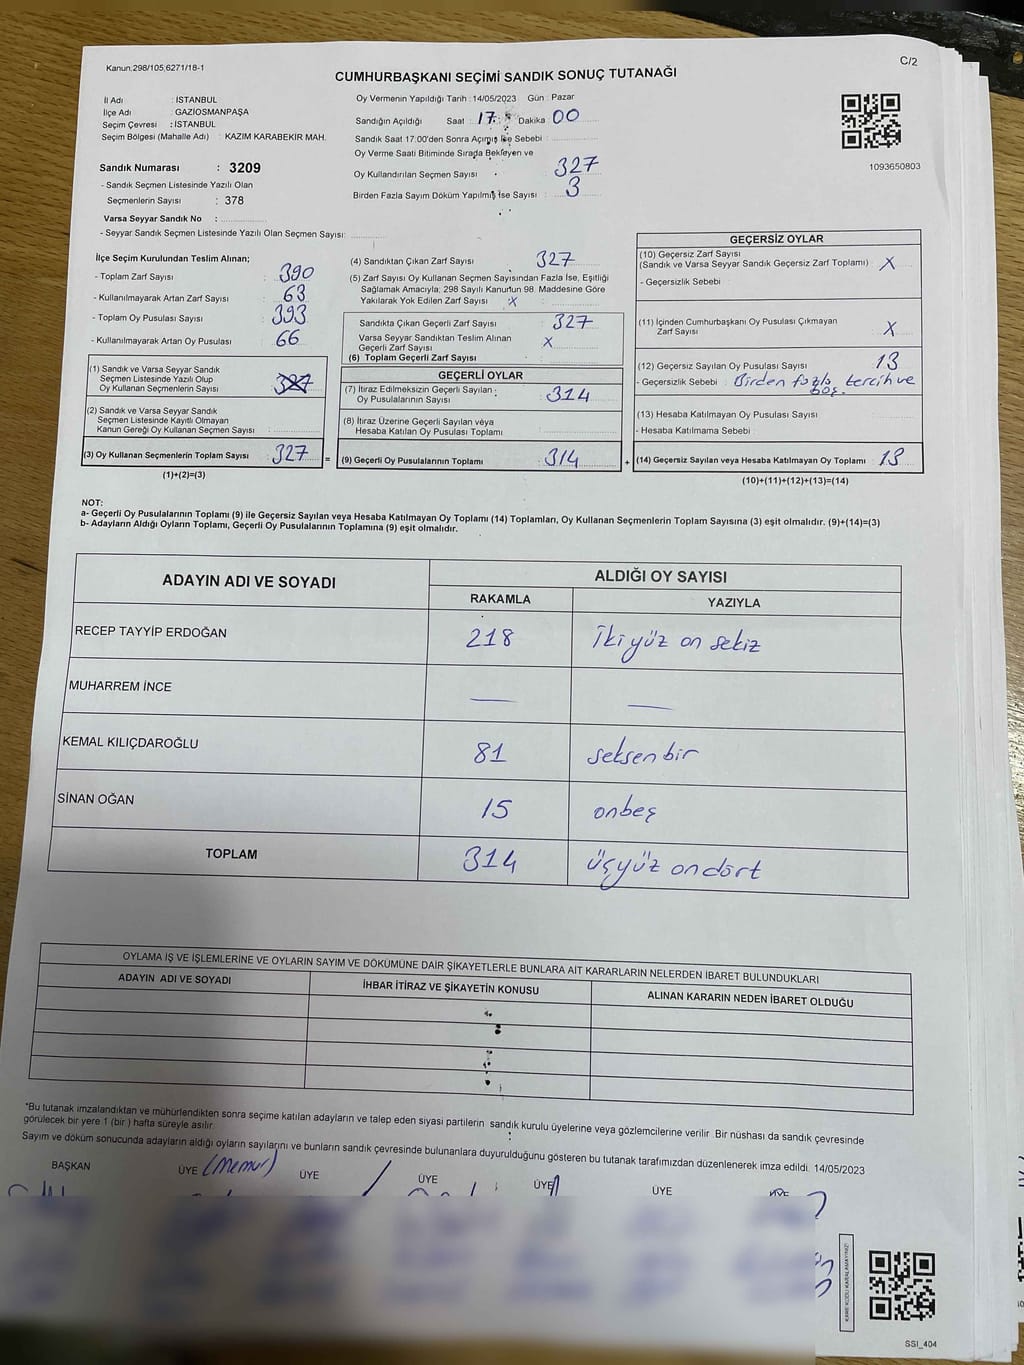 Kanun;298/105;6271/18-1
C/2
CUMHURBAŞKANI SEÇİMİ SANDIK SONUÇ TUTANAĞI
İl Adı : İSTANBUL
İlçe Adı : GAZİOSMANPAŞA
Seçim Çevresi : İSTANBUL
Seçim Bölgesi (Mahalle Adı) : KAZIM KARABEKİR MAH.
Sandık Numarası : 3209
- Sandık Seçmen Listesinde Yazılı Olan
Seçmenlerin Sayısı : 378
Varsa Seyyar Sandık No :
- Seyyar Sandık Seçmen Listesinde Yazılı Olan Seçmen Sayısı:
Oy Vermenin Yapıldığı Tarih : 14/05/2023 Gün : Pazar
Sandığın Açıldığı Saat : 17: Dakika 00
Sandık Saat 17:00'den Sonra Açmış İse Sebebi :
Oy Verme Saati Bitiminde Sırada Bekleyen ve
Oy Kullandırılan Seçmen Sayısı : 327
Birden Fazla Sayım Döküm Yapılmış İse Sayısı : 3
1093650803
İlçe Seçim Kurulundan Teslim Alınan;
- Toplam Zarf Sayısı : 390
- Kullanılmayarak Artan Zarf Sayısı : 63
- Toplam Oy Pusulası Sayısı : 393
- Kullanılmayarak Artan Oy Pusulası : 66
(1) Sandık ve Varsa Seyyar Sandık
Seçmen Listesinde Yazılı Olup
Oy Kullanan Seçmenlerin Sayısı : 327
(2) Sandık ve Varsa Seyyar Sandık
Seçmen Listesinde Kayıtlı Olmayan
Kanun Gereği Oy Kullanan Seçmen Sayısı :
(3) Oy Kullanan Seçmenlerin Toplam Sayısı : 327 =
(1)+(2)=(3)
(4) Sandıktan Çıkan Zarf Sayısı : 327
(5) Zarf Sayısı Oy Kullanan Seçmen Sayısından Fazla İse, Eşitliği
Sağlamak Amacıyla; 298 Sayılı Kanun'un 98. Maddesine Göre
Yakılarak Yok Edilen Zarf Sayısı : x
Sandıkta Çıkan Geçerli Zarf Sayısı : 327
Varsa Seyyar Sandıktan Teslim Alınan
Geçerli Zarf Sayısı x
(6) Toplam Geçerli Zarf Sayısı
GEÇERLİ OYLAR
(7) İtiraz Edilmeksizin Geçerli Sayılan
Oy Pusulalarının Sayısı : 314
(8) İtiraz Üzerine Geçerli Sayılan veya
Hesaba Katılan Oy Pusulası Toplamı :
(9) Geçerli Oy Pusulalarının Toplamı : 314 +
GEÇERSİZ OYLAR
(10) Geçersiz Zarf Sayısı
(Sandık ve Varsa Seyyar Sandık Geçersiz Zarf Toplamı) : X
- Geçersizlik Sebebi :
(11) İçinden Cumhurbaşkanı Oy Pusulası Çıkmayan
Zarf Sayısı : X
(12) Geçersiz Sayılan Oy Pusulası Sayısı : 13
- Geçersizlik Sebebi : Birden fazla tercih ve
boş.
(13) Hesaba Katılmayan Oy Pusulası Sayısı :
- Hesaba Katılmama Sebebi :
(14) Geçersiz Sayılan veya Hesaba Katılmayan Oy Toplamı : 13
(10)+(11)+(12)+(13)=(14)
NOT:
a- Geçerli Oy Pusulalarının Toplamı (9) ile Geçersiz Sayılan veya Hesaba Katılmayan Oy Toplamı (14) Toplamları, Oy Kullanan Seçmenlerin Toplam Sayısına (3) eşit olmalıdır. (9)+(14)=(3)
b- Adayların Aldığı Oyların Toplamı, Geçerli Oy Pusulalarının Toplamına (9) eşit olmalıdır.
ADAYIN ADI VE SOYADI
ALDIĞI OY SAYISI
RAKAMLA YAZIYLA
RECEP TAYYİP ERDOĞAN 218 İkiyüz on sekiz
MUHARREM İNCE — —
KEMAL KILIÇDAROĞLU 81 seksen bir
SİNAN OĞAN 15 onbeş
TOPLAM 314 üçyüz ondört
OYLAMA İŞ VE İŞLEMLERİNE VE OYLARIN SAYIM VE DÖKÜMÜNE DAİR ŞİKAYETLERLE BUNLARA AİT KARARLARIN NELERDEN İBARET BULUNDUKLARI
ADAYIN ADI VE SOYADI İHBAR İTİRAZ VE ŞİKAYETİN KONUSU ALINAN KARARIN NEDEN İBARET OLDUĞU
*Bu tutanak imzalandıktan ve mühürlendikten sonra seçime katılan adayların ve talep eden siyasi partilerin sandık kurulu üyelerine veya gözlemcilerine verilir. Bir nüshası da sandık çevresinde
görülecek bir yere 1 (bir) hafta süreyle asılır.
Sayım ve döküm sonucunda adayların aldığı oyların sayılarını ve bunların sandık çevresinde bulunanlara duyurulduğunu gösteren bu tutanak tarafımızdan düzenlenerek imza edildi. 14/05/2023
BAŞKAN ÜYE (memur) ÜYE ÜYE ÜYE ÜYE ÜYE
KARE KODU KARALAMAYINIZ!
SSI_404